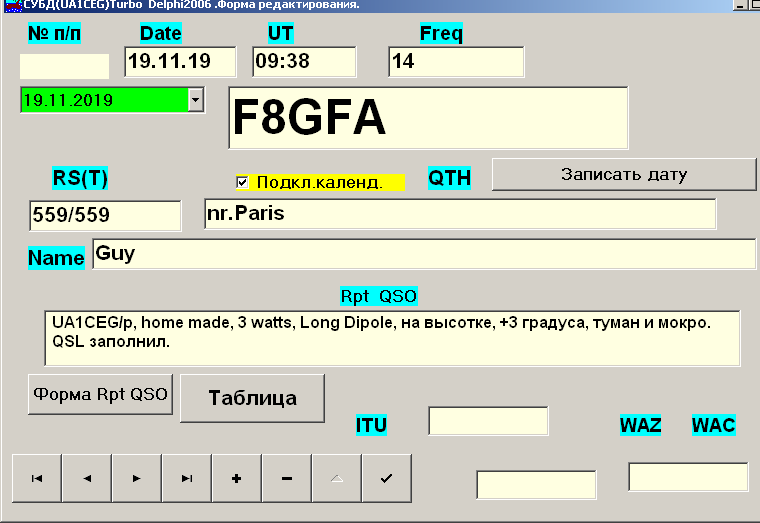 СУБД(UA1CEG)Turbo Delphi2006 .Форма редактирования.
№ п/п Date UT Freq
19.11.19 09:38 14
19.11.2019
F8GFA
RS(T) Подкл.календ. QTH Записать дату
559/559 nr.Paris
Name Guy
Rpt QSO
UA1CEG/p, home made, 3 watts, Long Dipole, на высотке, +3 градуса, туман и мокро.
QSL заполнил.
Форма Rpt QSO Таблица
ITU WAZ WAC